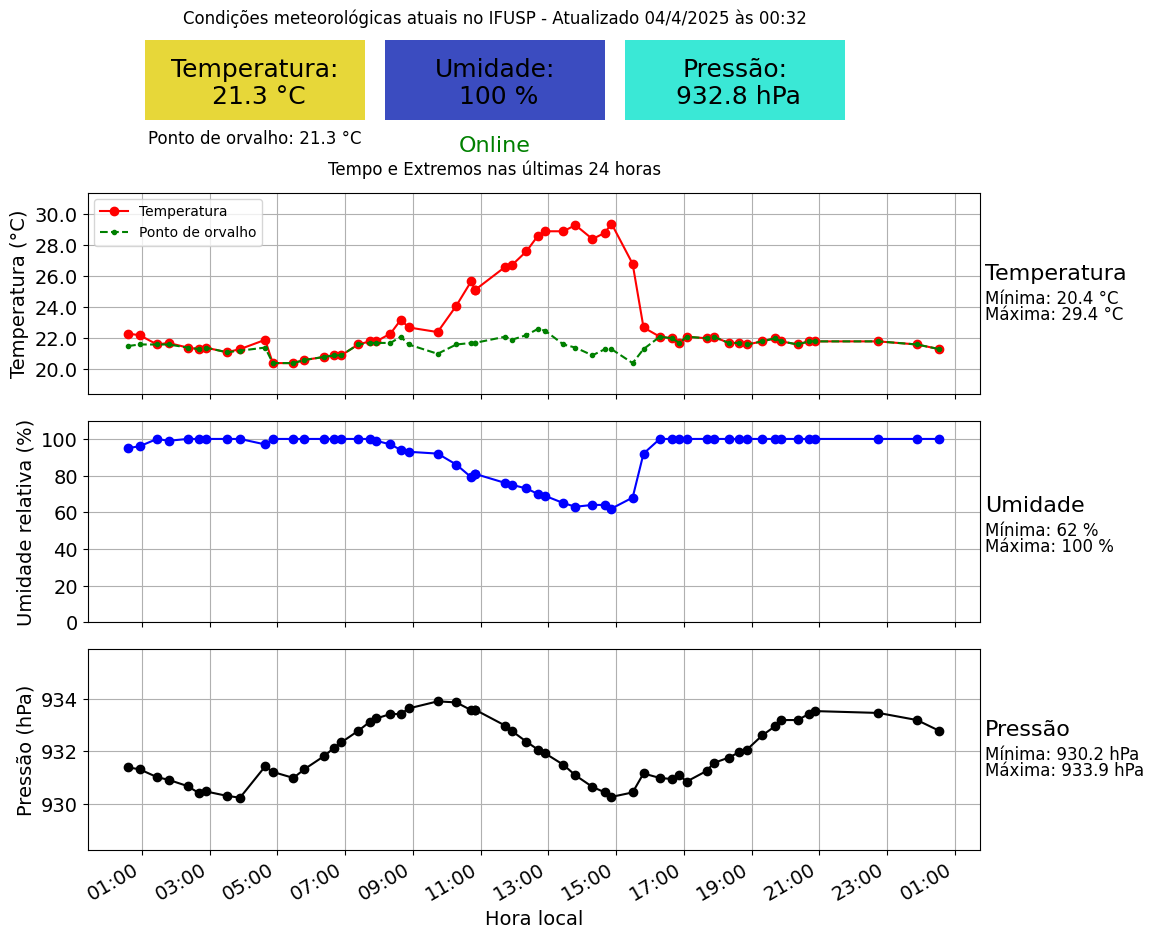 Condições meteorológicas atuais no IFUSP - Atualizado 04/4/2025 às 00:32
Temperatura:
21.3 °C
Umidade:
100 %
Pressão:
932.8 hPa
Ponto de orvalho: 21.3 °C
Online
Tempo e Extremos nas últimas 24 horas
Temperatura (°C)
30.0
28.0
26.0
24.0
22.0
20.0
Temperatura
Ponto de orvalho
Temperatura
Mínima: 20.4 °C
Máxima: 29.4 °C
Umidade relativa (%)
100
80
60
40
20
0
Umidade
Mínima: 62 %
Máxima: 100 %
Pressão (hPa)
934
932
930
Pressão
Mínima: 930.2 hPa
Máxima: 933.9 hPa
01:00
03:00
05:00
07:00
09:00
11:00
13:00
15:00
17:00
19:00
21:00
23:00
01:00
Hora local